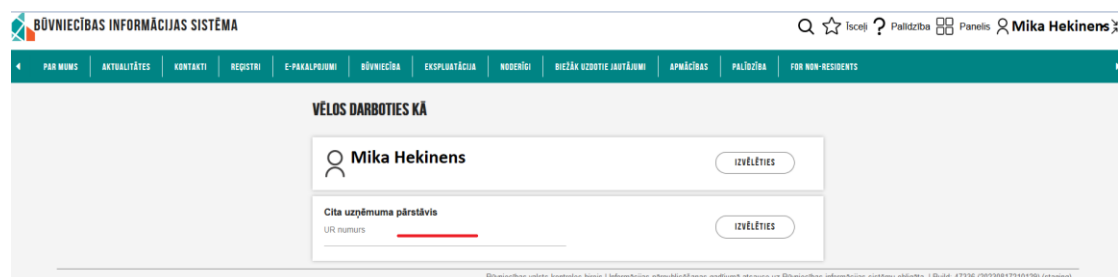 BŪVNIECĪBAS INFORMĀCIJAS SISTĒMA
Īsceļi ? Palīdzība Panelis Mika Hekinens
PAR MUMS AKTUALITĀTES KONTAKTI REĢISTRI E-PAKALPOJUMI BŪVNIECĪBA EKSPLUATĀCIJA NODERĪGI BIEŽĀK UZDOTIE JAUTĀJUMI APMĀCĪBAS PALĪDZĪBA FOR NON-RESIDENTS
VĒLOS DARBOTIES KĀ
Mika Hekinens IZVĒLĒTIES
Cita uzņēmuma pārstāvis
UR numurs IZVĒLĒTIES